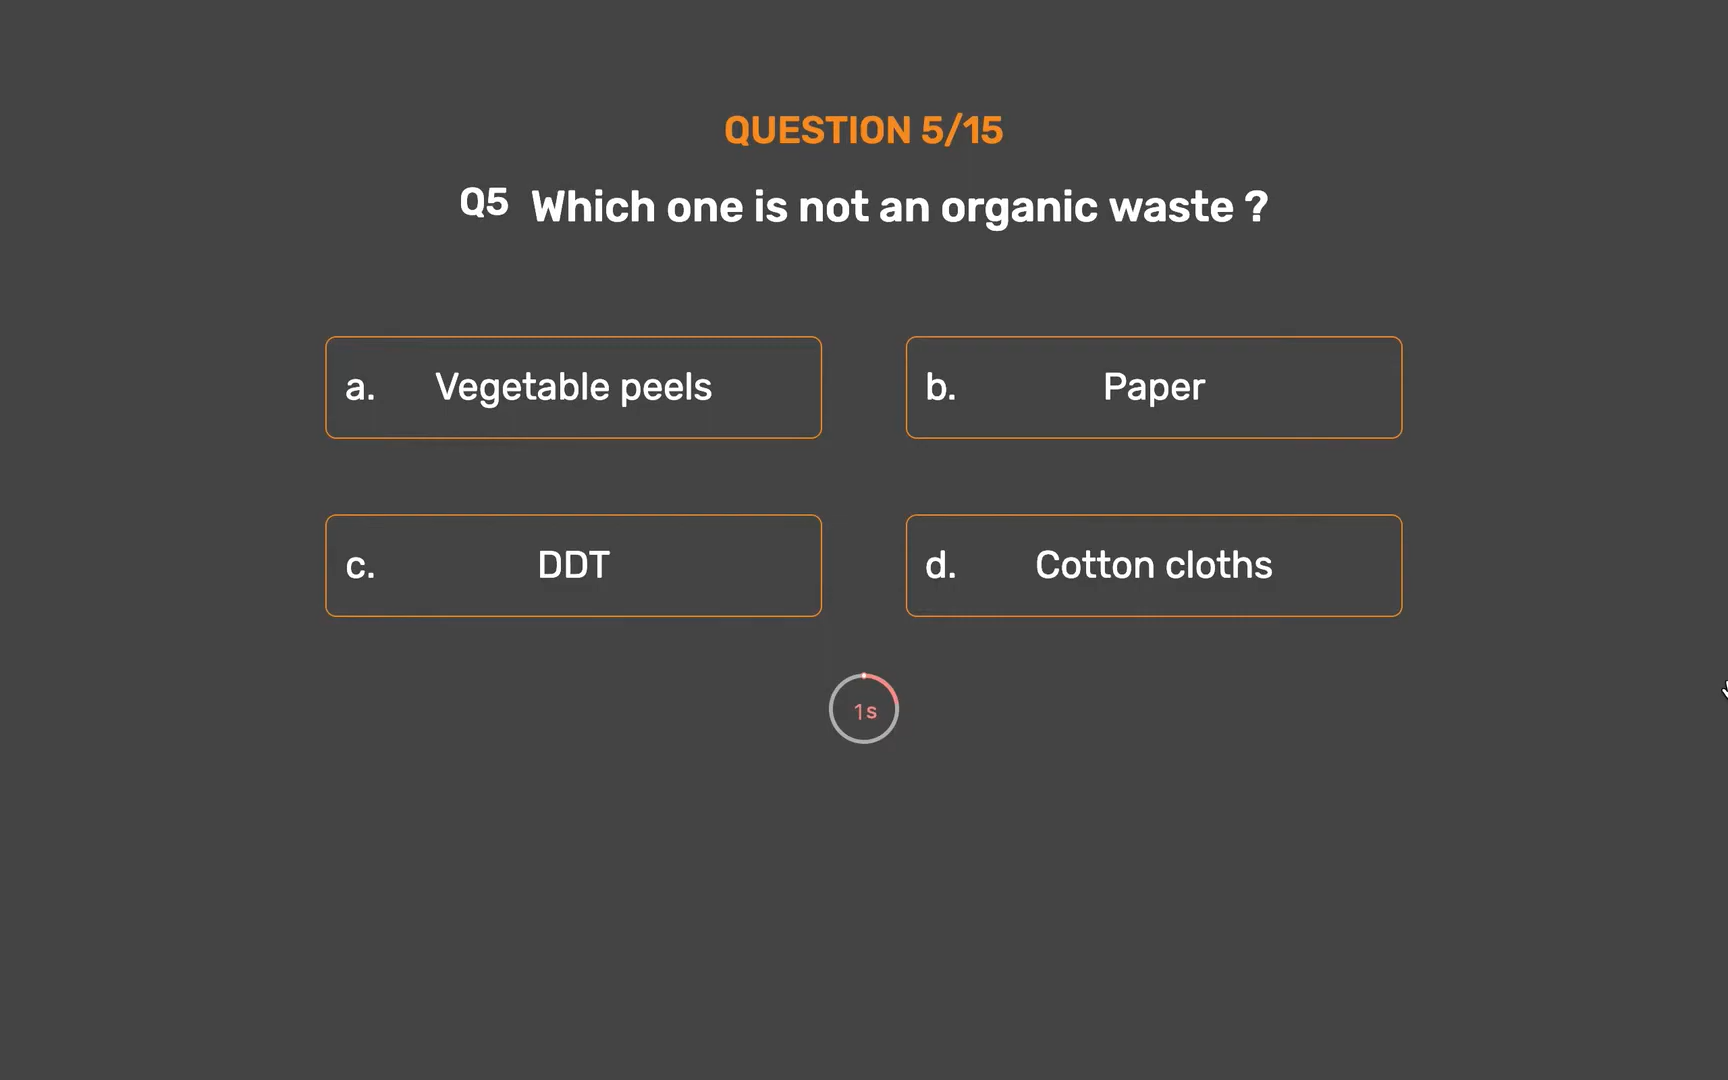 QUESTION 5/15
Q5 Which one is not an organic waste ?
a. Vegetable peels
b. Paper
c. DDT
d. Cotton cloths
1s